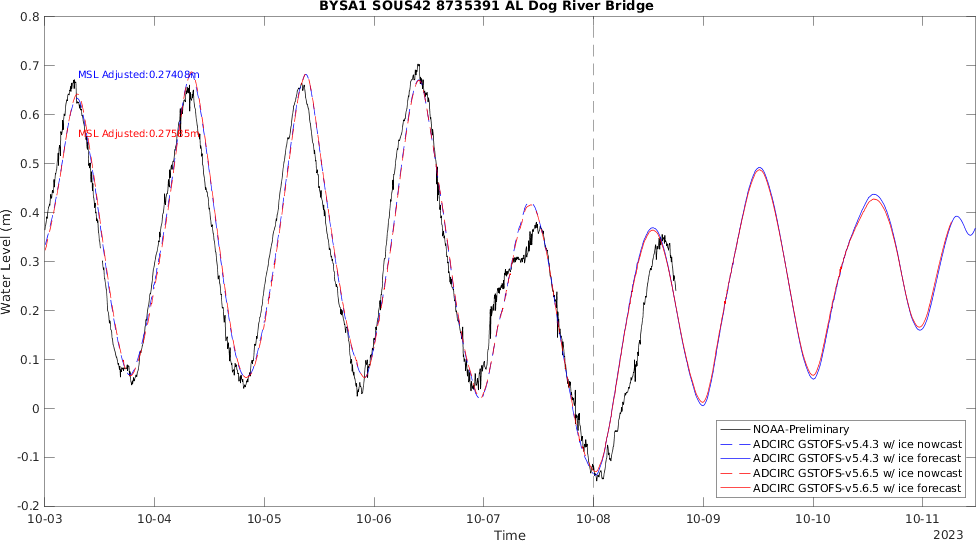 BYSA1 SOUS42 8735391 AL Dog River Bridge
0.8
0.7
0.6
0.5
0.4
0.3
0.2
0.1
0
-0.1
-0.2
Water Level (m)
MSL Adjusted:0.27408m
MSL Adjusted:0.27535m
NOAA-Preliminary
ADCIRC GSTOFS-v5.4.3 w/ ice nowcast
ADCIRC GSTOFS-v5.4.3 w/ ice forecast
ADCIRC GSTOFS-v5.6.5 w/ ice nowcast
ADCIRC GSTOFS-v5.6.5 w/ ice forecast
10-03 10-04 10-05 10-06 10-07 10-08 10-09 10-10 10-11
Time
2023